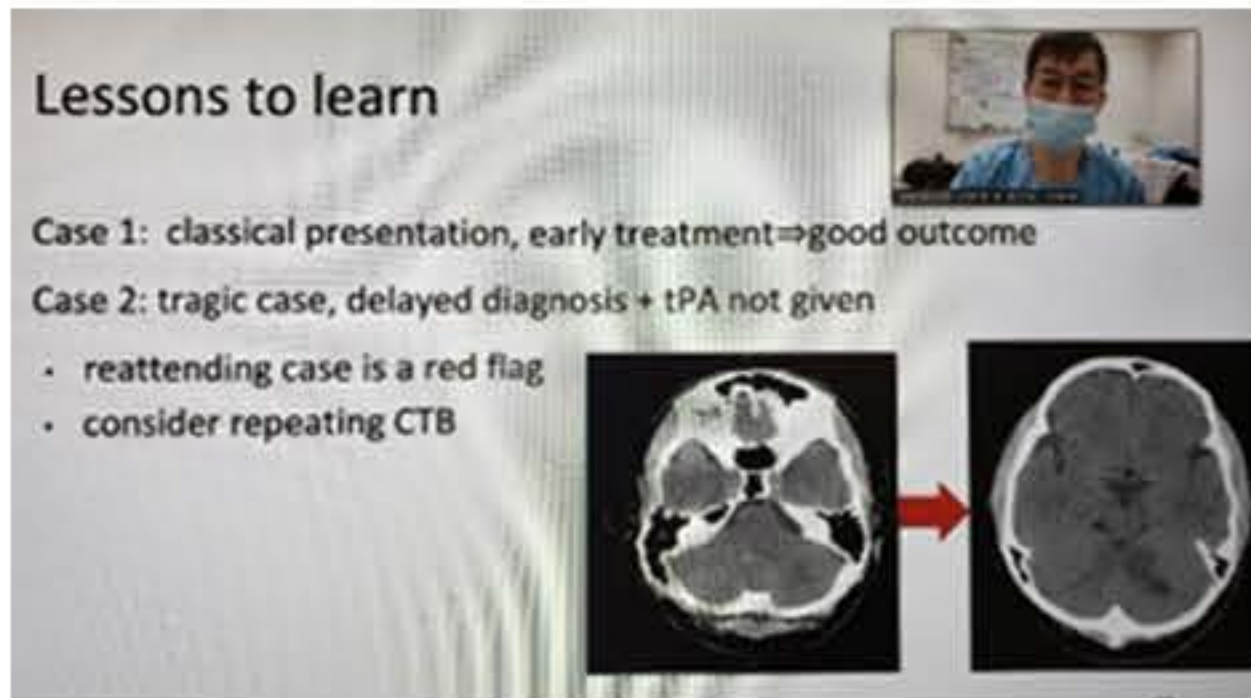 Lessons to learn
Case 1: classical presentation, early treatment⇒good outcome
Case 2: tragic case, delayed diagnosis + tPA not given
• reattending case is a red flag
• consider repeating CTB